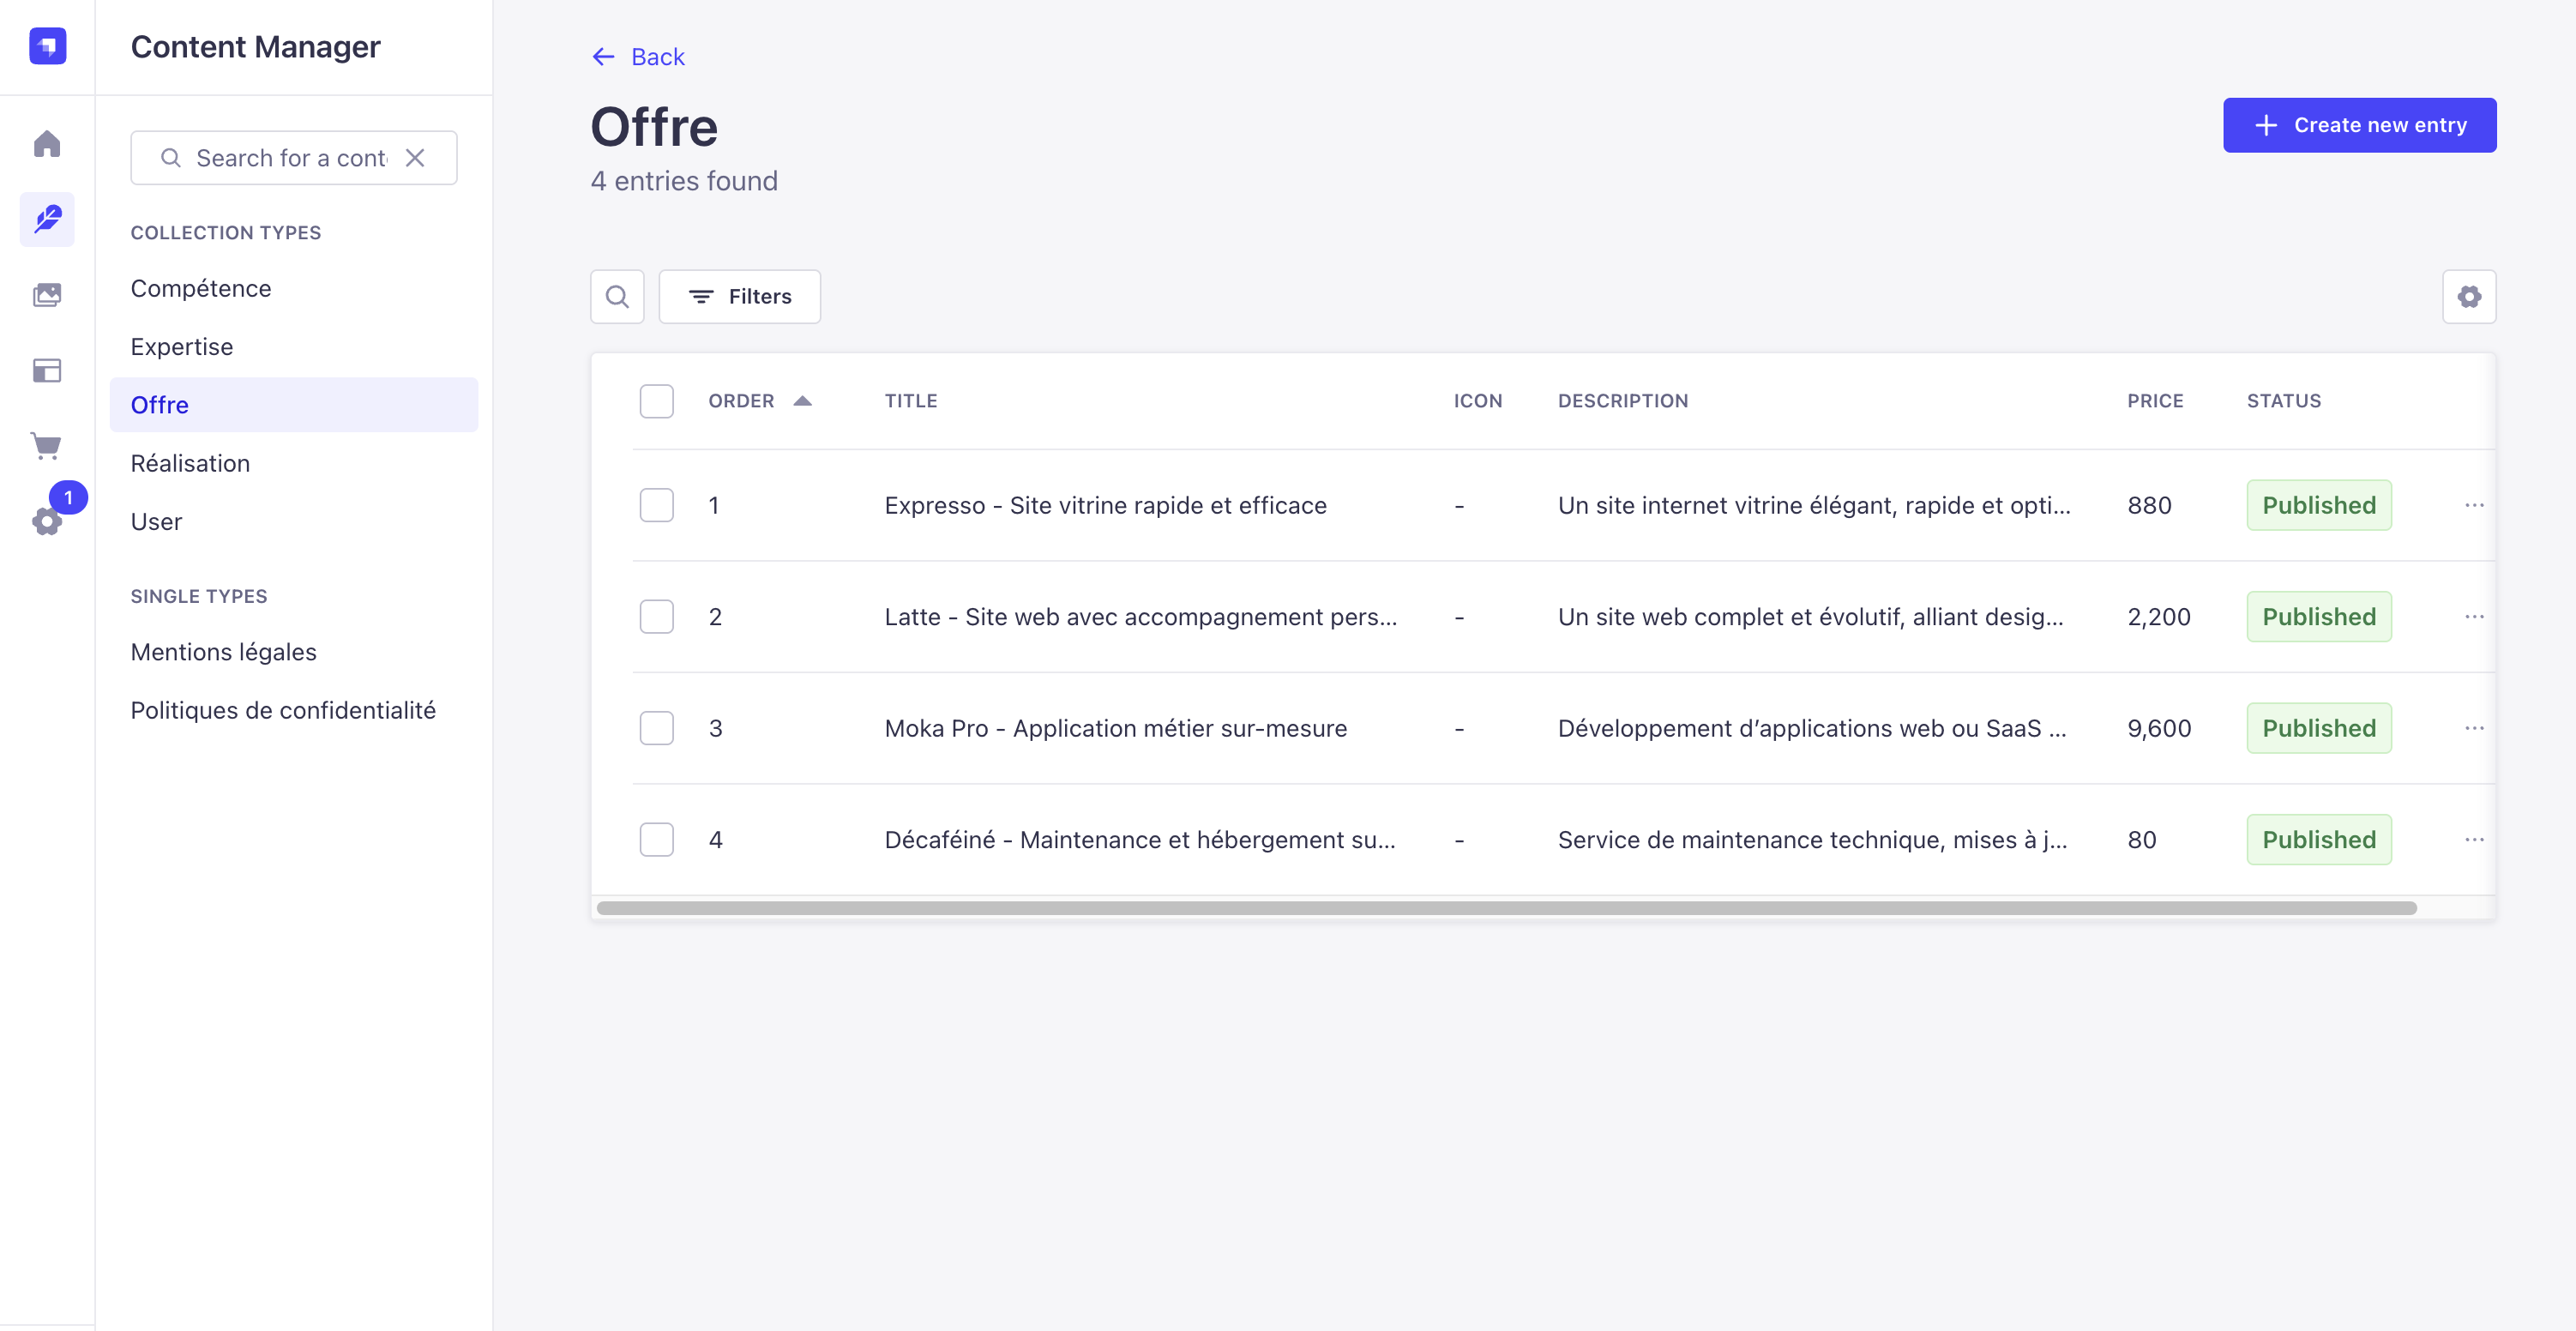 Content Manager
Search for a cont
COLLECTION TYPES
Compétence
Expertise
Offre
Réalisation
User
SINGLE TYPES
Mentions légales
Politiques de confidentialité
1
Back
Offre
4 entries found
Create new entry
Filters
ORDER TITLE ICON DESCRIPTION PRICE STATUS
1 Expresso - Site vitrine rapide et efficace - Un site internet vitrine élégant, rapide et opti... 880 Published
2 Latte - Site web avec accompagnement pers... - Un site web complet et évolutif, alliant desig... 2,200 Published
3 Moka Pro - Application métier sur-mesure - Développement d’applications web ou SaaS ... 9,600 Published
4 Décaféiné - Maintenance et hébergement su... - Service de maintenance technique, mises à j... 80 Published